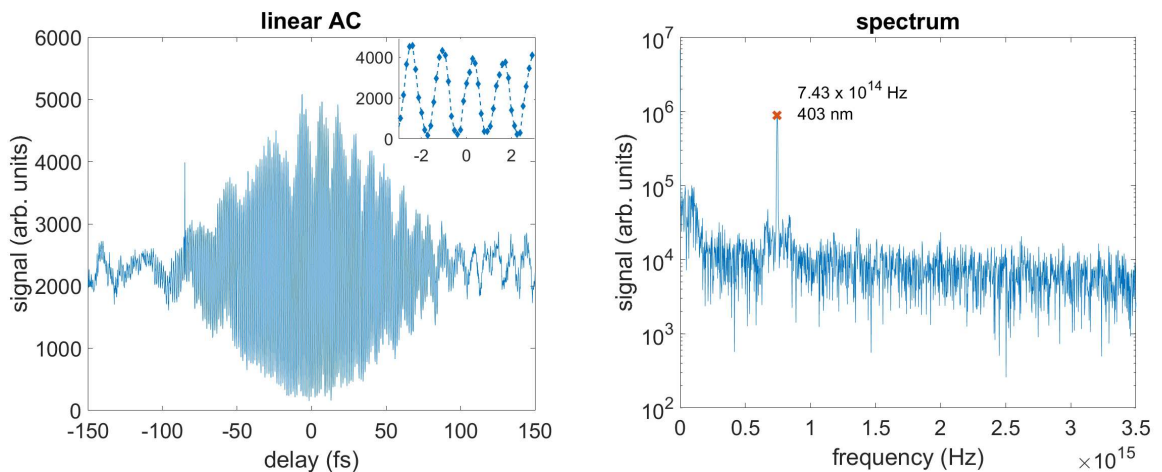 linear AC
signal (arb. units)
6000
5000
4000
3000
2000
1000
0
-150 -100 -50 0 50 100 150
delay (fs)
4000
2000
0
-2 0 2
spectrum
signal (arb. units)
10^7
10^6
10^5
10^4
10^3
10^2
7.43 x 10^14 Hz
403 nm
0 0.5 1 1.5 2 2.5 3 3.5
frequency (Hz) ×10^15